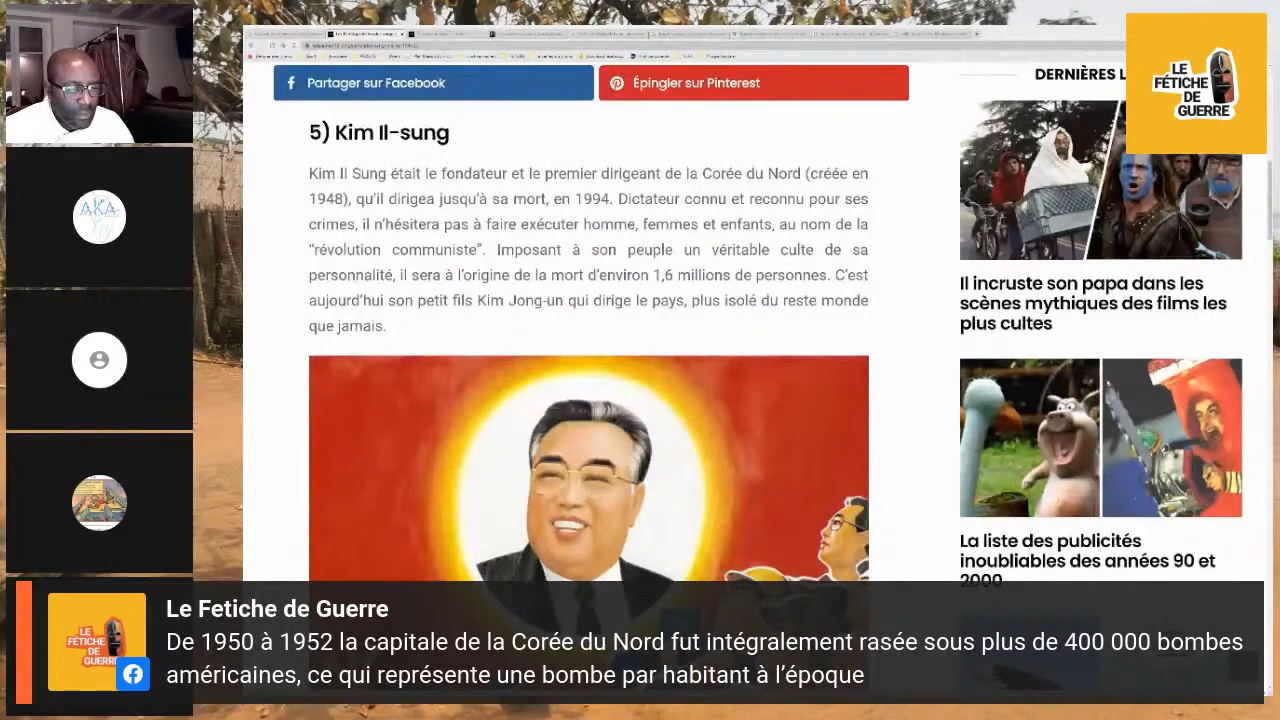 LE
FÉTICHE
DE
GUERRE
Partager sur Facebook
Épingler sur Pinterest
DERNIÈRES L
5) Kim Il-sung
Kim Il Sung était le fondateur et le premier dirigeant de la Corée du Nord (créée en
1948), qu'il dirigea jusqu'à sa mort, en 1994. Dictateur connu et reconnu pour ses
crimes, il n'hésitera pas à faire exécuter homme, femmes et enfants, au nom de la
“révolution communiste”. Imposant à son peuple un véritable culte de sa
personnalité, il sera à l'origine de la mort d'environ 1,6 millions de personnes. C'est
aujourd'hui son petit fils Kim Jong-un qui dirige le pays, plus isolé du reste monde
que jamais.
Il incruste son papa dans les
scènes mythiques des films les
plus cultes
La liste des publicités
inoubliables des années 90 et
2000
AKA
LE
FÉTICHE
DE
GUERRE
Le Fetiche de Guerre
De 1950 à 1952 la capitale de la Corée du Nord fut intégralement rasée sous plus de 400 000 bombes
américaines, ce qui représente une bombe par habitant à l’époque